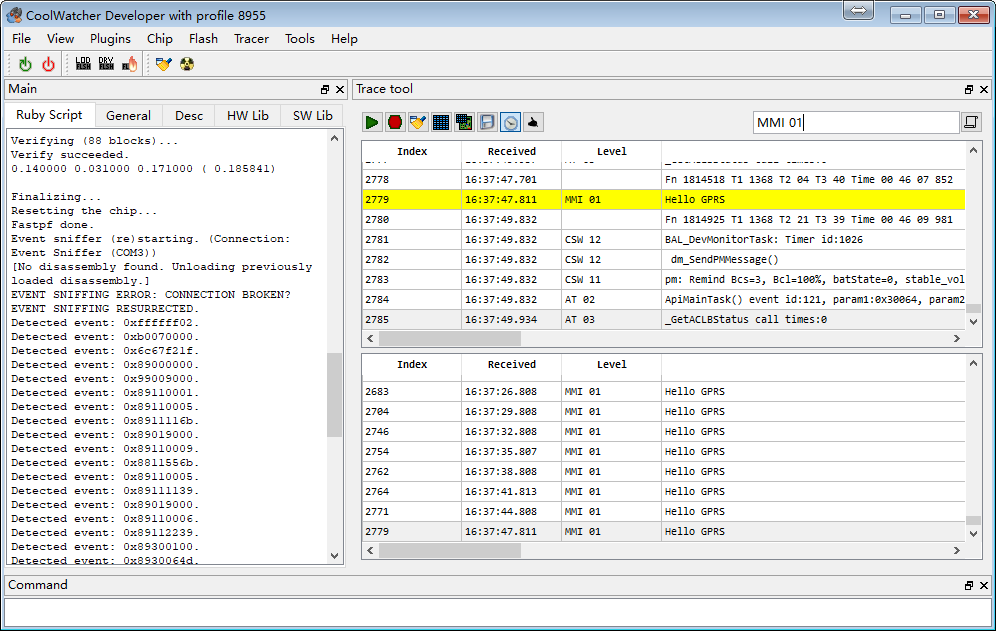 CoolWatcher Developer with profile 8955
File View Plugins Chip Flash Tracer Tools Help
LOD FLSH DRV FLSH FL
Main
Ruby Script General Desc HW Lib SW Lib
Verifying (88 blocks)...
Verify succeeded.
0.140000 0.031000 0.171000 ( 0.185841)
Finalizing...
Resetting the chip...
Fastpf done.
Event sniffer (re)starting. (Connection:
Event Sniffer (COM3))
[No disassembly found. Unloading previously
loaded disassembly.]
EVENT SNIFFING ERROR: CONNECTION BROKEN?
EVENT SNIFFING RESURRECTED.
Detected event: 0xffffff02.
Detected event: 0xb0070000.
Detected event: 0x6c67f21f.
Detected event: 0x89000000.
Detected event: 0x99009000.
Detected event: 0x89110001.
Detected event: 0x89110005.
Detected event: 0x8911116b.
Detected event: 0x89019000.
Detected event: 0x89110009.
Detected event: 0x8811556b.
Detected event: 0x89110005.
Detected event: 0x89111139.
Detected event: 0x89019000.
Detected event: 0x89110006.
Detected event: 0x89112239.
Detected event: 0x89300100.
Detected event: 0x8930064d.
Trace tool
MMI 01
Index Received Level
2778 16:37:47.701 Fn 1814518 T1 1368 T2 04 T3 40 Time 00 46 07 852
2779 16:37:47.811 MMI 01 Hello GPRS
2780 16:37:49.832 Fn 1814925 T1 1368 T2 21 T3 39 Time 00 46 09 981
2781 16:37:49.832 CSW 12 BAL_DevMonitorTask: Timer id:1026
2782 16:37:49.832 CSW 12 dm_SendPMMessage()
2783 16:37:49.832 CSW 11 pm: Remind Bcs=3, Bcl=100%, batState=0, stable_vol
2784 16:37:49.832 AT 02 ApiMainTask() event id:121, param1:0x30064, param2
2785 16:37:49.934 AT 03 _GetACLBStatus call times:0
Index Received Level
2683 16:37:26.808 MMI 01 Hello GPRS
2704 16:37:29.808 MMI 01 Hello GPRS
2746 16:37:32.808 MMI 01 Hello GPRS
2754 16:37:35.807 MMI 01 Hello GPRS
2762 16:37:38.808 MMI 01 Hello GPRS
2764 16:37:41.813 MMI 01 Hello GPRS
2771 16:37:44.808 MMI 01 Hello GPRS
2779 16:37:47.811 MMI 01 Hello GPRS
Command